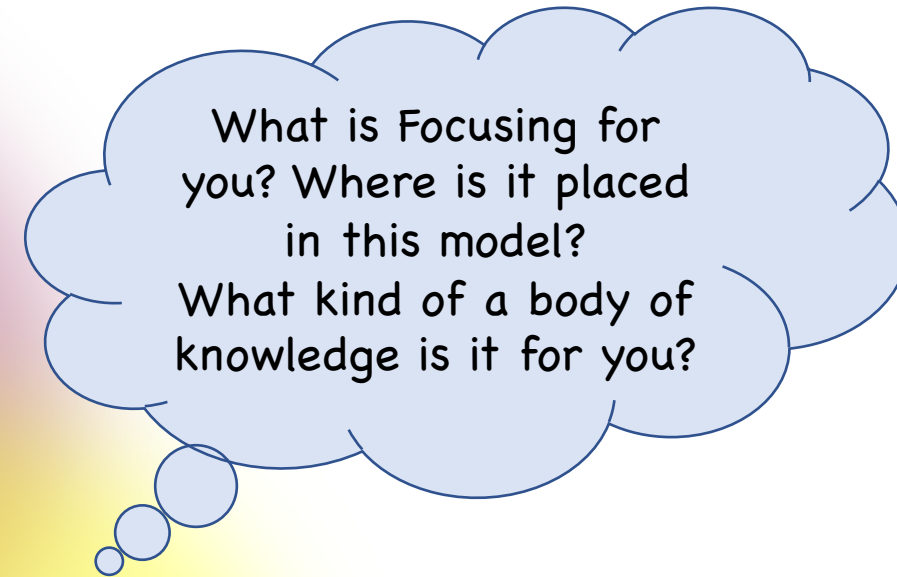 What is Focusing for
you? Where is it placed
in this model?
What kind of a body of
knowledge is it for you?